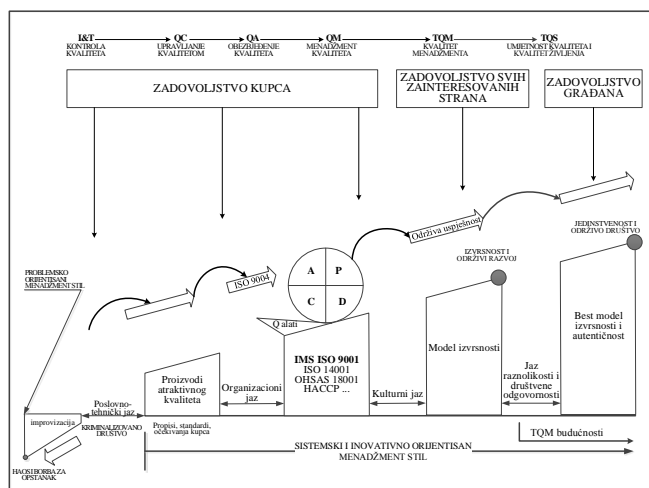 I&T QC QA QM TQM TQS
KONTROLA KVALITETA
UPRAVLJANJE KVALITETOM
OBEZBJEĐENJE KVALITETA
MENADŽMENT KVALITETA
KVALITET MENADŽMENTA
UMJETNOST KVALITETA I KVALITET ŽIVLJENJA
ZADOVOLJSTVO KUPCA
ZADOVOLJSTVO SVIH
ZAINTERESOVANIH
STRANA
ZADOVOLJSTVO
GRAĐANA
Održiva uspješnost
JEDINSTVENOST I
ODRŽIVO DRUŠTVO
IZVRSNOST I
ODRŽIVI RAZVOJ
PROBLEMSKO
ORIJENTISANI
MENADŽMENT STIL
ISO 9004
A P
C D
Q alati
Best model
izvrsnosti i
autentičnost
Model izvrsnosti
IMS ISO 9001
ISO 14001
OHSAS 18001
HACCP ...
Proizvodi
atraktivnog
kvaliteta
Organizacioni
jaz
Kulturni jaz
Jaz
raznolikosti i
društvene
odgovornosti
Poslovno-
tehnički jaz
improvizacija
KRIMINALIZOVANO
DRUŠTVO
Propisi, standardi,
očekivanja kupca
TQM budućnosti
SISTEMSKI I INOVATIVNO ORIJENTISAN
MENADŽMENT STIL
HAOS I BORBA ZA
OPSTANAK